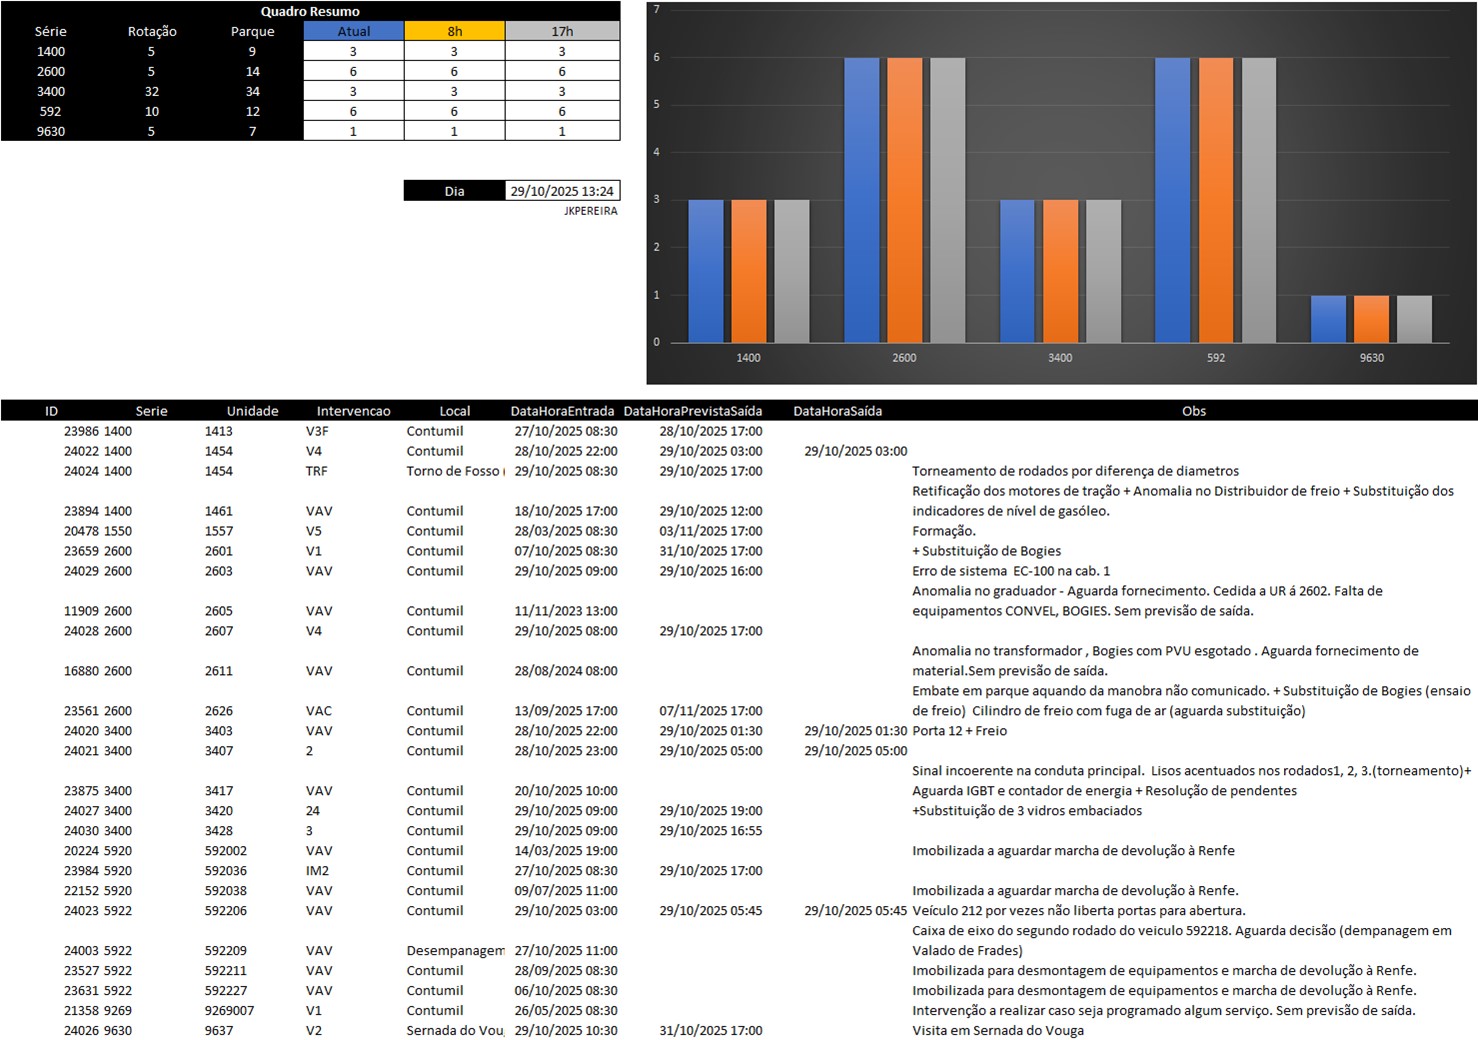 Quadro Resumo
Série Rotação Parque Atual 8h 17h
1400 5 9 3 3 3
2600 5 14 6 6 6
3400 32 34 3 3 3
592 10 12 6 6 6
9630 5 7 1 1 1
Dia 29/10/2025 13:24
JKPEREIRA
7
6
5
4
3
2
1
0
1400 2600 3400 592 9630
ID Serie Unidade Intervencao Local DataHoraEntrada DataHoraPrevistaSaída DataHoraSaída Obs
23986 1400 1413 V3F Contumil 27/10/2025 08:30 28/10/2025 17:00
24022 1400 1454 V4 Contumil 28/10/2025 22:00 29/10/2025 03:00 29/10/2025 03:00
24024 1400 1454 TRF Torno de Fosso ( 29/10/2025 08:30 29/10/2025 17:00 Torneamento de rodados por diferença de diametros
Retificação dos motores de tração + Anomalia no Distribuidor de freio + Substituição dos
23894 1400 1461 VAV Contumil 18/10/2025 17:00 29/10/2025 12:00 indicadores de nível de gasóleo.
20478 1550 1557 V5 Contumil 28/03/2025 08:30 03/11/2025 17:00 Formação.
23659 2600 2601 V1 Contumil 07/10/2025 08:30 31/10/2025 17:00 + Substituição de Bogies
24029 2600 2603 VAV Contumil 29/10/2025 09:00 29/10/2025 16:00 Erro de sistema EC-100 na cab. 1
Anomalia no graduador - Aguarda fornecimento. Cedida a UR á 2602. Falta de
11909 2600 2605 VAV Contumil 11/11/2023 13:00 equipamentos CONVEL, BOGIES. Sem previsão de saída.
24028 2600 2607 V4 Contumil 29/10/2025 08:00 29/10/2025 17:00
Anomalia no transformador , Bogies com PVU esgotado . Aguarda fornecimento de
16880 2600 2611 VAV Contumil 28/08/2024 08:00 material.Sem previsão de saída.
Embate em parque aquando da manobra não comunicado. + Substituição de Bogies (ensaio
23561 2600 2626 VAC Contumil 13/09/2025 17:00 07/11/2025 17:00 de freio) Cilindro de freio com fuga de ar (aguarda substituição)
24020 3400 3403 VAV Contumil 28/10/2025 22:00 29/10/2025 01:30 29/10/2025 01:30 Porta 12 + Freio
24021 3400 3407 2 Contumil 28/10/2025 23:00 29/10/2025 05:00 29/10/2025 05:00
Sinal incoerente na conduta principal. Lisos acentuados nos rodados1, 2, 3.(torneamento)+
23875 3400 3417 VAV Contumil 20/10/2025 10:00 Aguarda IGBT e contador de energia + Resolução de pendentes
24027 3400 3420 24 Contumil 29/10/2025 09:00 29/10/2025 19:00 +Substituição de 3 vidros embaciados
24030 3400 3428 3 Contumil 29/10/2025 09:00 29/10/2025 16:55
20224 5920 592002 VAV Contumil 14/03/2025 19:00 Imobilizada a aguardar marcha de devolução à Renfe
23984 5920 592036 IM2 Contumil 27/10/2025 08:30 29/10/2025 17:00
22152 5920 592038 VAV Contumil 09/07/2025 11:00 Imobilizada a aguardar marcha de devolução à Renfe.
24023 5922 592206 VAV Contumil 29/10/2025 03:00 29/10/2025 05:45 29/10/2025 05:45 Veículo 212 por vezes não liberta portas para abertura.
Caixa de eixo do segundo rodado do veiculo 592218. Aguarda decisão (dempanagem em
24003 5922 592209 VAV Desempanagem 27/10/2025 11:00 Valado de Frades)
23527 5922 592211 VAV Contumil 28/09/2025 08:30 Imobilizada para desmontagem de equipamentos e marcha de devolução à Renfe.
23631 5922 592227 VAV Contumil 06/10/2025 08:30 Imobilizada para desmontagem de equipamentos e marcha de devolução à Renfe.
21358 9269 9269007 V1 Contumil 26/05/2025 08:30 Intervenção a realizar caso seja programado algum serviço. Sem previsão de saída.
24026 9630 9637 V2 Sernada do Vou 29/10/2025 10:30 31/10/2025 17:00 Visita em Sernada do Vouga